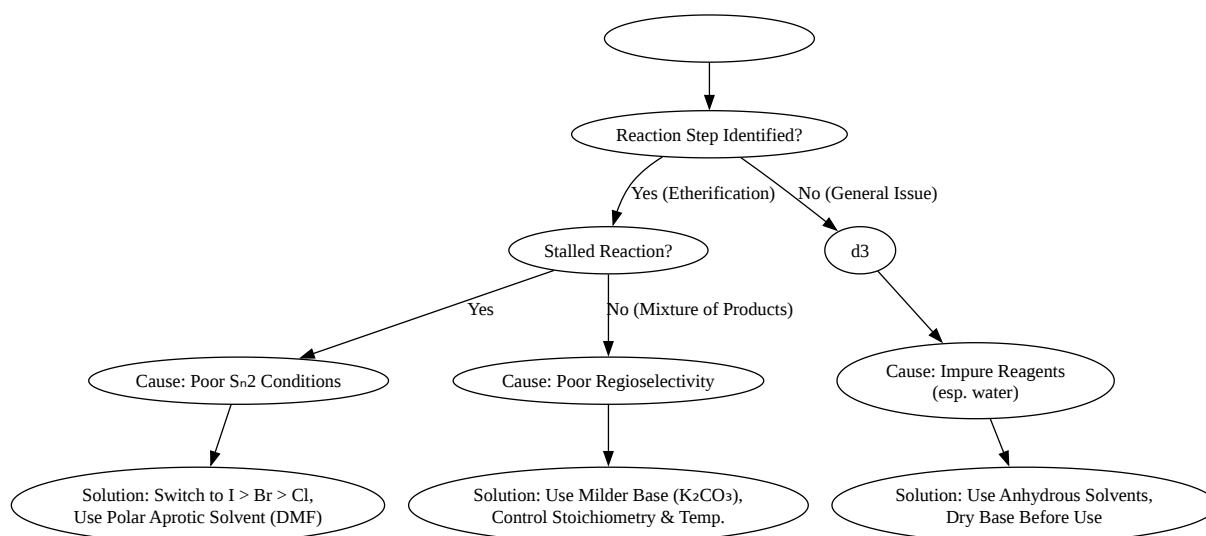 Reaction Step Identified?
Yes (Etherification)
No (General Issue)
Stalled Reaction?
d3
Yes
No (Mixture of Products)
Cause: Poor Sₙ2 Conditions
Cause: Poor Regioselectivity
Cause: Impure Reagents
(esp. water)
Solution: Switch to I > Br > Cl,
Use Polar Aprotic Solvent (DMF)
Solution: Use Milder Base (K₂CO₃),
Control Stoichiometry & Temp.
Solution: Use Anhydrous Solvents,
Dry Base Before Use